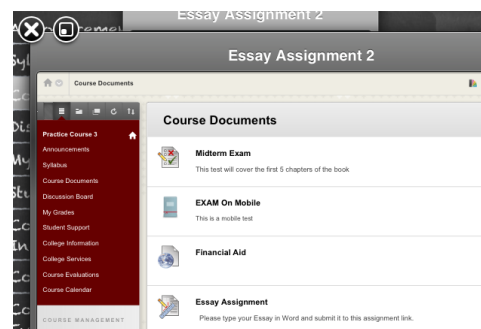 Essay Assignment 2
Essay Assignment 2
Course Documents
Practice Course 3
Announcements
Syllabus
Course Documents
Discussion Board
My Grades
Student Support
College Information
College Services
Course Evaluations
Course Calendar
COURSE MANAGEMENT
Course Documents
Midterm Exam
This test will cover the first 5 chapters of the book
EXAM On Mobile
This is a mobile test
Financial Aid
Essay Assignment
Please type your Essay in Word and submit it to this assignment link.